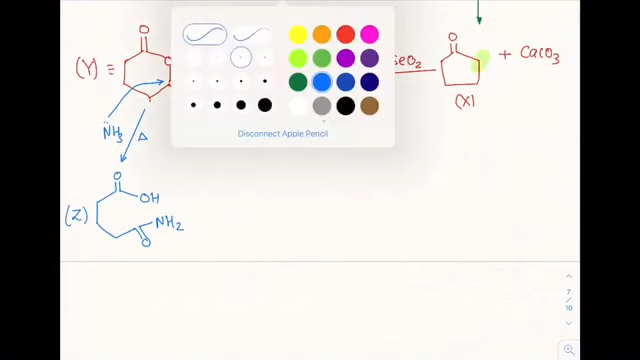 O
(Y) ≡ O
SeO2
O
+ CaCO3
(X)
NH3
Δ
Disconnect Apple Pencil
O
OH
(Z)
NH2
O
7
/
10